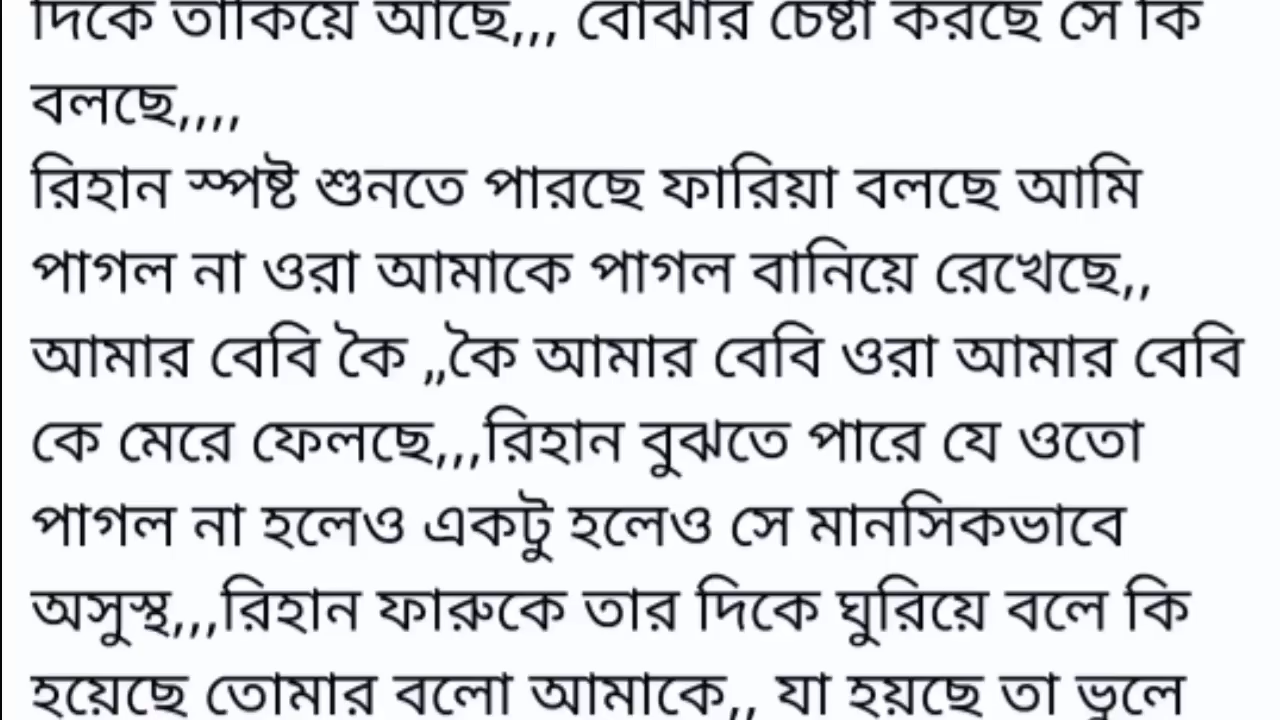 দিকে তাকিয়ে আছে,,, বোঝার চেষ্টা করছে সে কি
বলছে,,,,
রিহান স্পষ্ট শুনতে পারছে ফারিয়া বলছে আমি
পাগল না ওরা আমাকে পাগল বানিয়ে রেখেছে,,
আমার বেবি কৈ ,,কৈ আমার বেবি ওরা আমার বেবি
কে মেরে ফেলছে,,,রিহান বুঝতে পারে যে ওতো
পাগল না হলেও একটু হলেও সে মানসিকভাবে
অসুস্থ,,,রিহান ফারুকে তার দিকে ঘুরিয়ে বলে কি
হয়েছে তোমার বলো আমাকে,, যা হয়ছে তা ভুলে